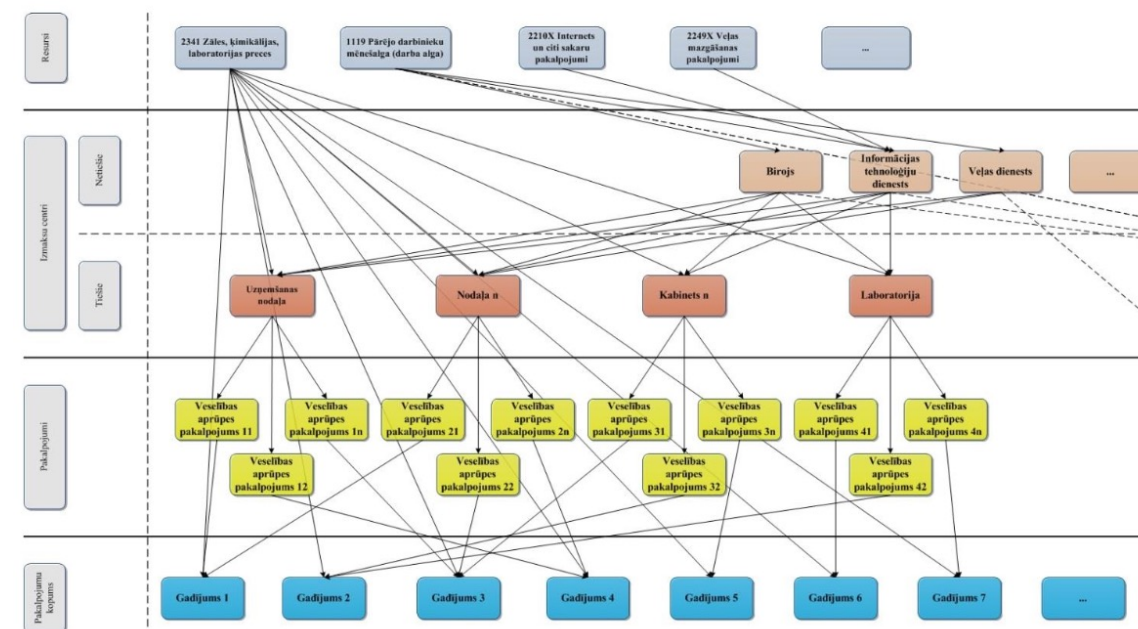 Resursi
2341 Zāles, ķimikālijas,
laboratorijas preces
1119 Pārējo darbinieku
mēnešalga (darba alga)
2210X Internets
un citi sakaru
pakalpojumi
2249X Veļas
mazgāšanas
pakalpojumi
...
Izmaksu centri
Netiešie
Birojs
Informācijas
tehnoloģiju
dienests
Veļas dienests
...
Tiešie
Uzņemšanas
nodaļa
Nodaļa n
Kabinets n
Laboratorija
Pakalpojumi
Veselības
aprūpes
pakalpojums 11
Veselības
aprūpes
pakalpojums 1n
Veselības
aprūpes
pakalpojums 21
Veselības
aprūpes
pakalpojums 2n
Veselības
aprūpes
pakalpojums 31
Veselības
aprūpes
pakalpojums 3n
Veselības
aprūpes
pakalpojums 41
Veselības
aprūpes
pakalpojums 4n
Veselības
aprūpes
pakalpojums 12
Veselības
aprūpes
pakalpojums 22
Veselības
aprūpes
pakalpojums 32
Veselības
aprūpes
pakalpojums 42
Pakalpojumu
kopums
Gadījums 1
Gadījums 2
Gadījums 3
Gadījums 4
Gadījums 5
Gadījums 6
Gadījums 7
...